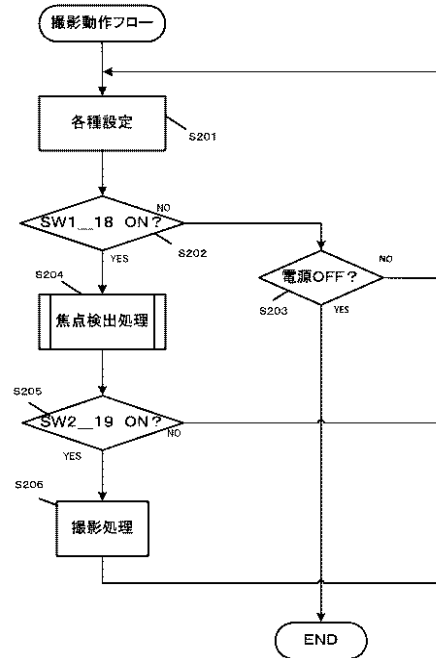 撮影動作フロー
各種設定
S201
SW1__18 ON?
NO
S202
YES
S204
電源OFF?
NO
S203
YES
焦点検出処理
S205
SW2__19 ON?
NO
YES
S206
撮影処理
END